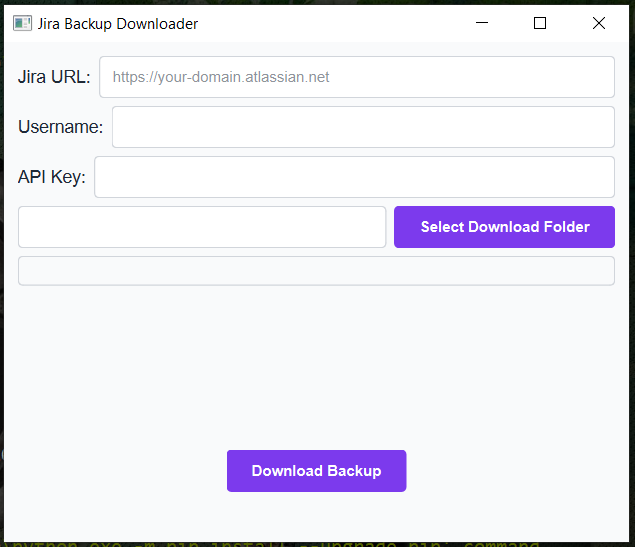 Jira Backup Downloader
Jira URL: https://your-domain.atlassian.net
Username:
API Key:
Select Download Folder
Download Backup
python.exe -m pip install --upgrade pip' command